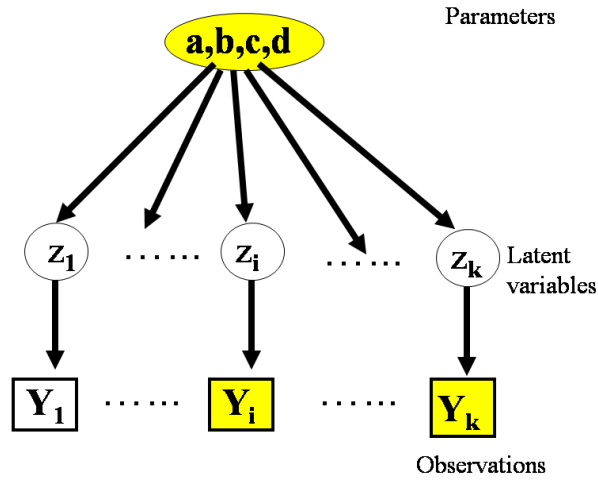 Parameters
a,b,c,d
z1 ...... zi ...... zk
Latent
variables
Y1 ...... Yi ...... Yk
Observations